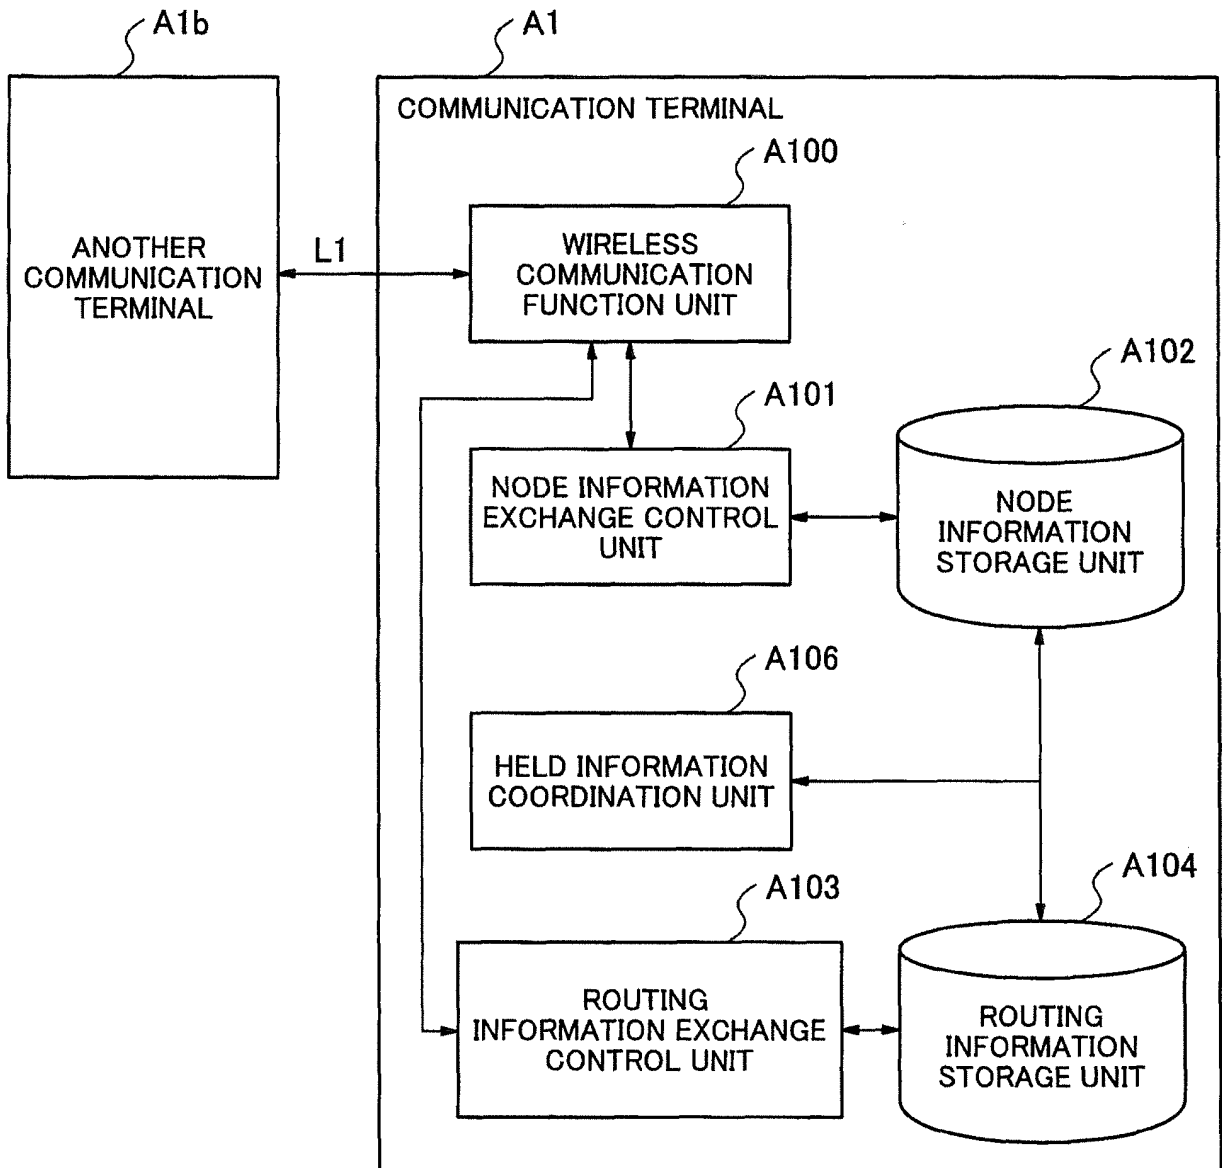 A1b
A1
COMMUNICATION TERMINAL
A100
ANOTHER
COMMUNICATION
TERMINAL
L1
WIRELESS
COMMUNICATION
FUNCTION UNIT
A102
A101
NODE INFORMATION
EXCHANGE CONTROL
UNIT
NODE
INFORMATION
STORAGE UNIT
A106
HELD INFORMATION
COORDINATION UNIT
A104
A103
ROUTING
INFORMATION EXCHANGE
CONTROL UNIT
ROUTING
INFORMATION
STORAGE UNIT